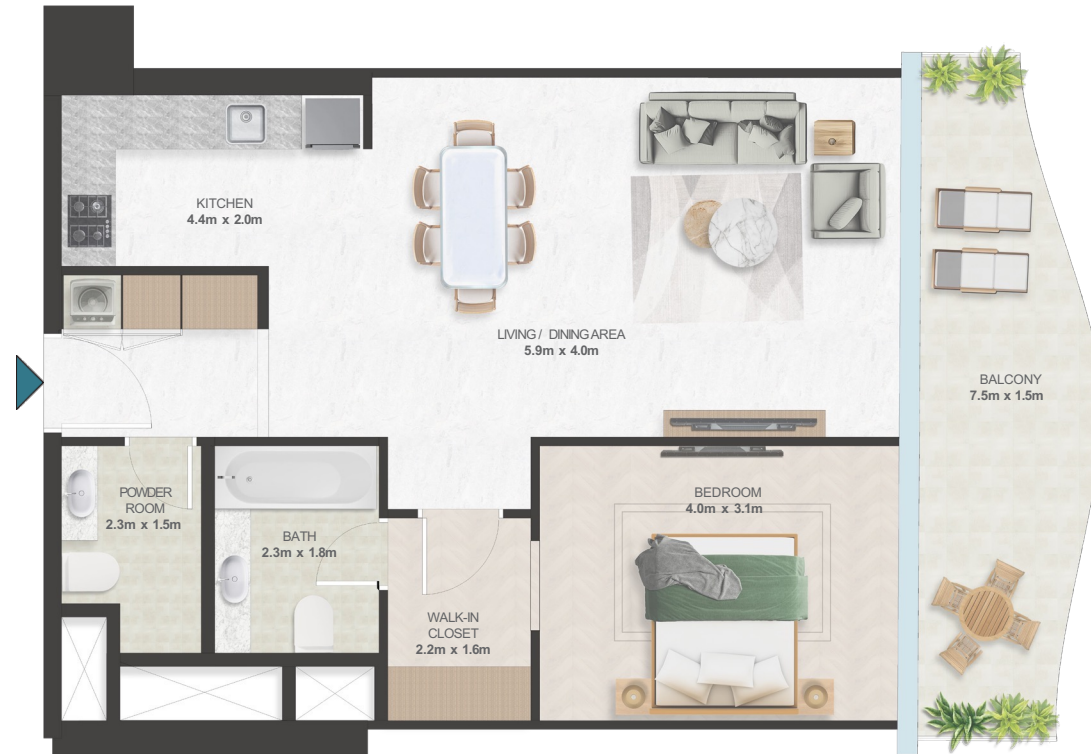 KITCHEN
4.4m x 2.0m
LIVING / DINING AREA
5.9m x 4.0m
BALCONY
7.5m x 1.5m
POWDER
ROOM
2.3m x 1.5m
BATH
2.3m x 1.8m
BEDROOM
4.0m x 3.1m
WALK-IN
CLOSET
2.2m x 1.6m